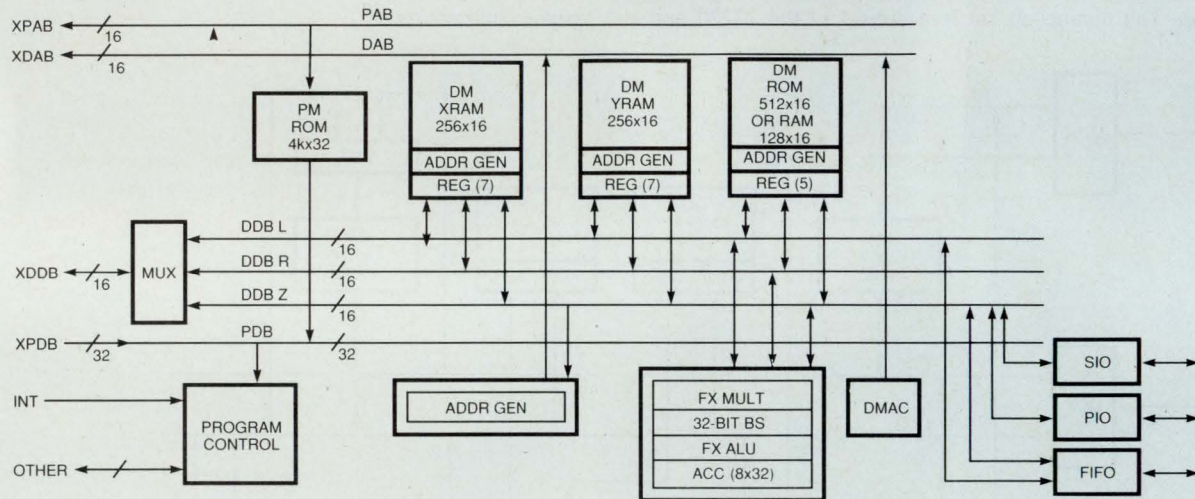 XPAB
16
PAB
XDAB
16
DAB
PM
ROM
4kx32
DM
XRAM
256x16
ADDR GEN
REG (7)
DM
YRAM
256x16
ADDR GEN
REG (7)
DM
ROM
512x16
OR RAM
128x16
ADDR GEN
REG (5)
XDDB
16
MUX
DDB L
16
DDB R
16
DDB Z
16
XPDB
32
PDB
32
INT
OTHER
PROGRAM
CONTROL
ADDR GEN
FX MULT
32-BIT BS
FX ALU
ACC (8x32)
DMAC
SIO
PIO
FIFO